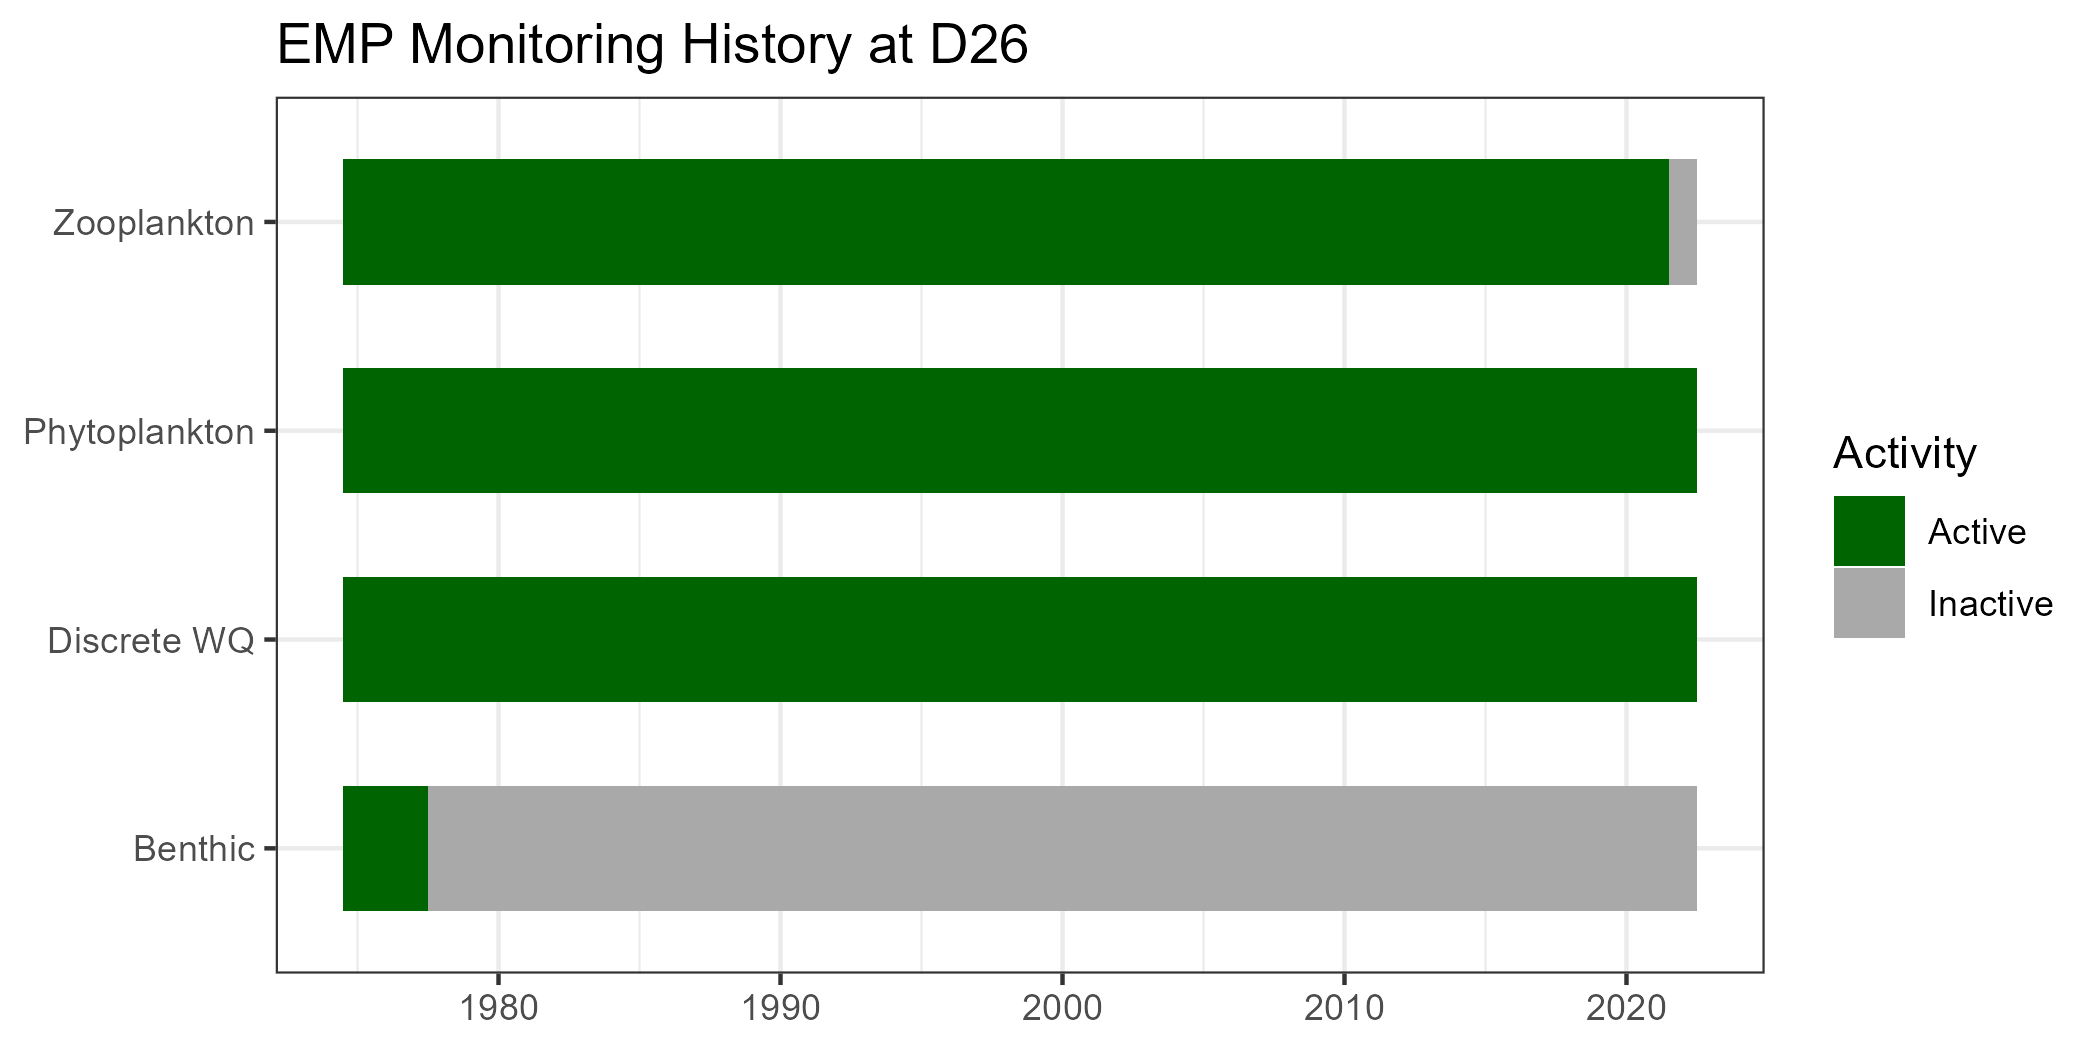 EMP Monitoring History at D26
Zooplankton
Phytoplankton
Discrete WQ
Benthic
1980 1990 2000 2010 2020
Activity
Active
Inactive